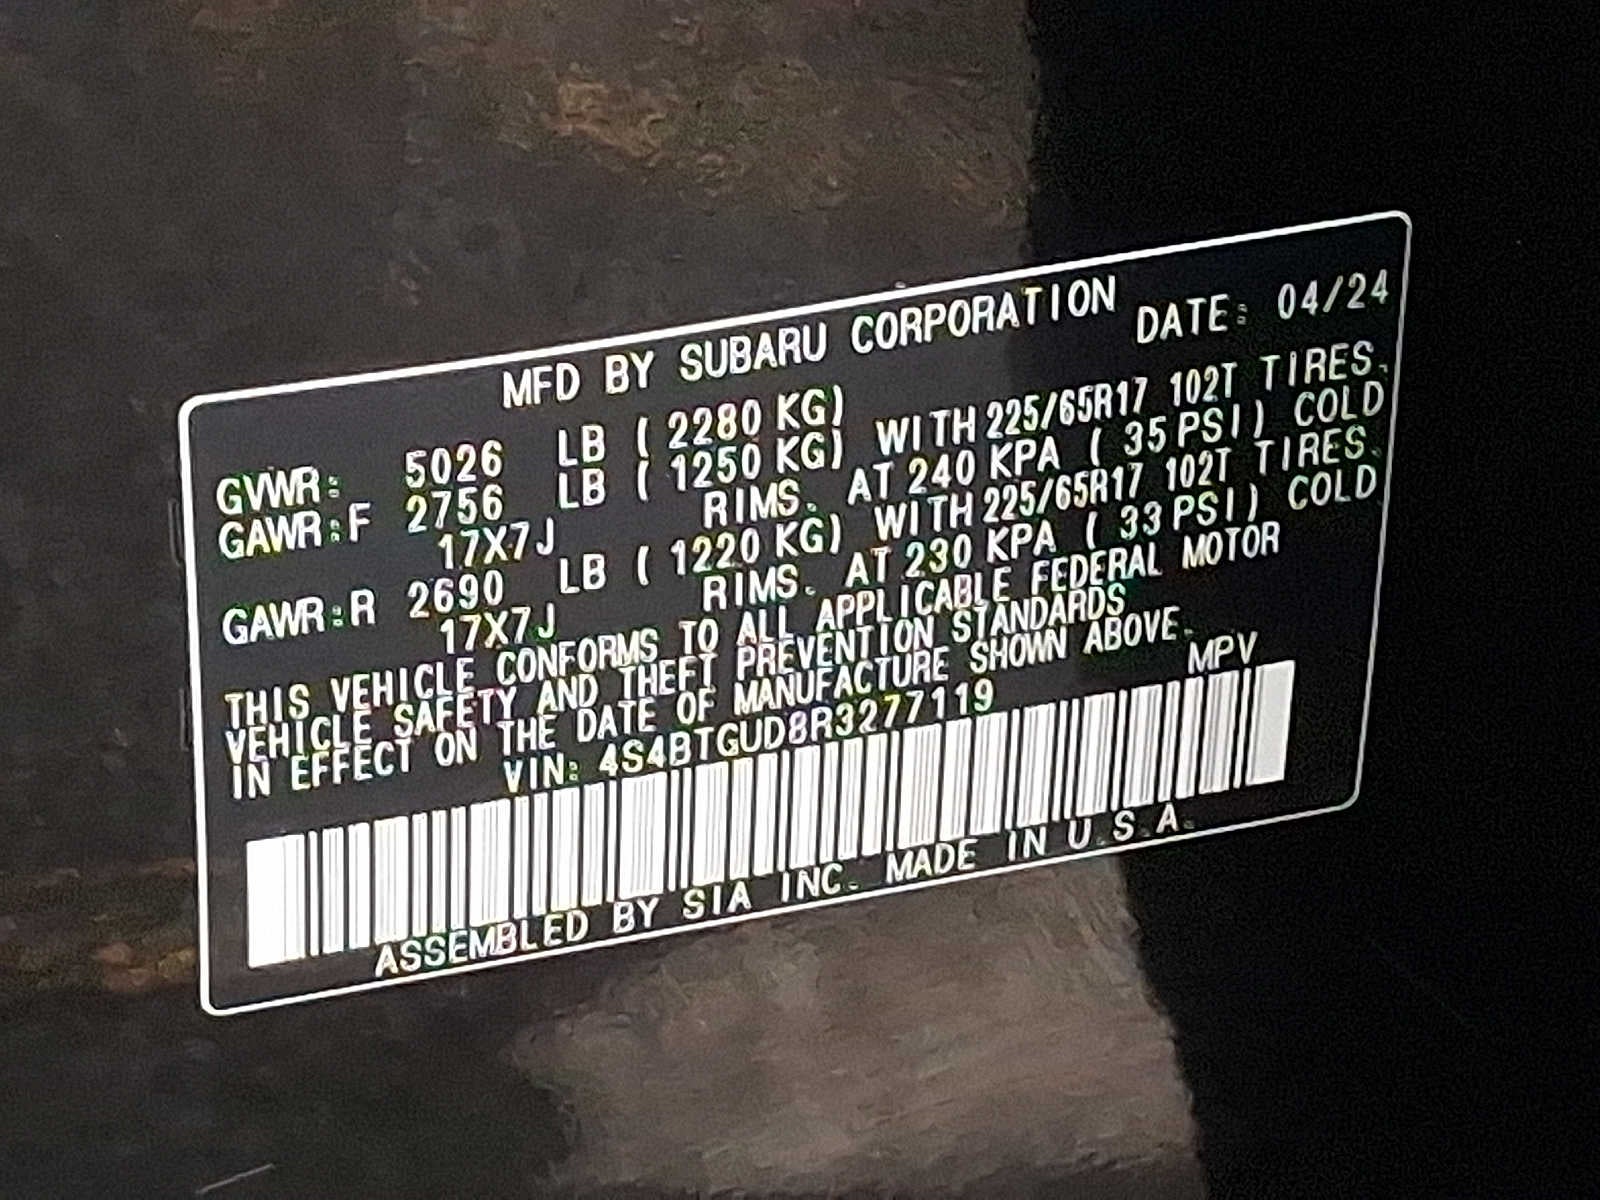 MFD BY SUBARU CORPORATION
DATE: 04/24
GVWR: 5026 LB ( 2280 KG)
GAWR:F 2756 LB ( 1250 KG) WITH 225/65R17 102T TIRES.
17X7J RIMS. AT 240 KPA ( 35 PSI) COLD
GAWR:R 2690 LB ( 1220 KG) WITH 225/65R17 102T TIRES.
17X7J RIMS. AT 230 KPA ( 33 PSI) COLD
THIS VEHICLE CONFORMS TO ALL APPLICABLE FEDERAL MOTOR
VEHICLE SAFETY AND THEFT PREVENTION STANDARDS
IN EFFECT ON THE DATE OF MANUFACTURE SHOWN ABOVE.
VIN: 4S4BTGUD8R3277119 MPV
ASSEMBLED BY SIA INC. MADE IN U.S.A.